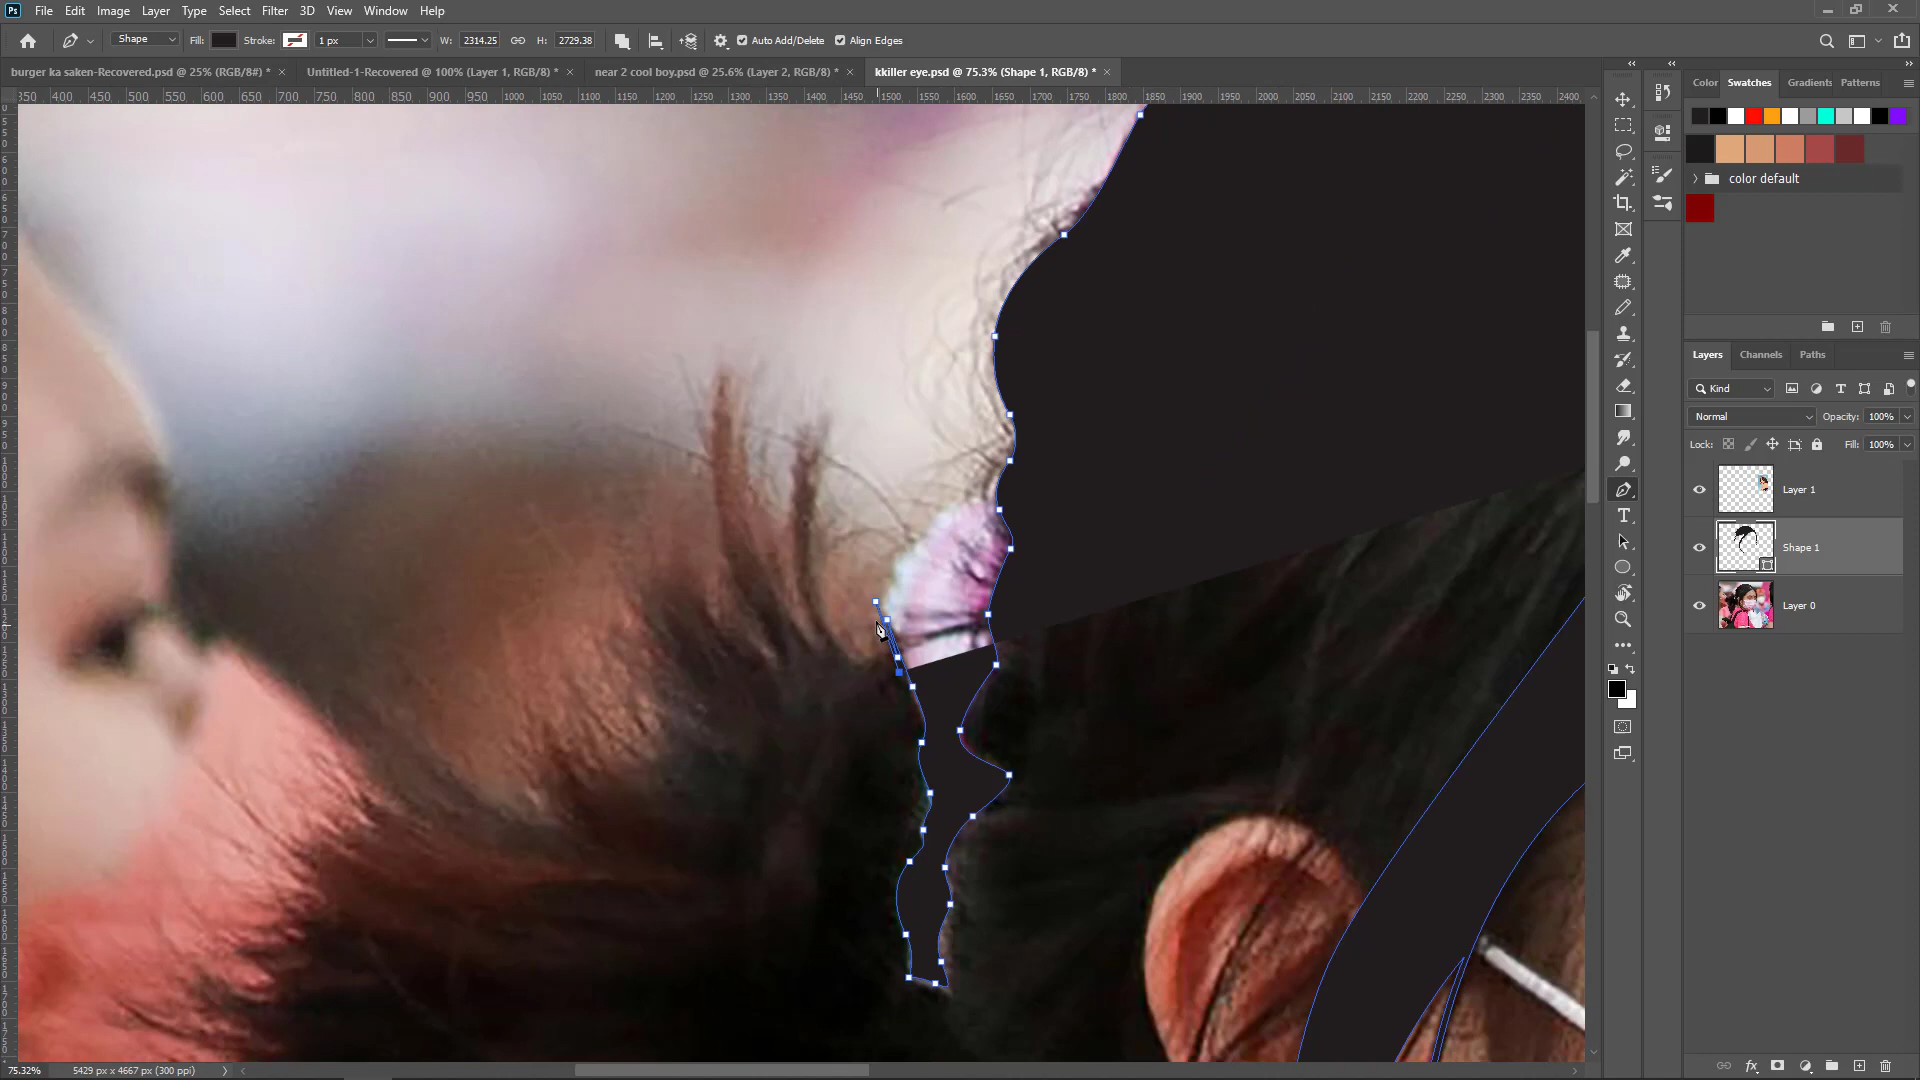 Ps File Edit Image Layer Type Select Filter 3D View Window Help
Shape Fill: Stroke: 1 px W: 2314.25 H: 2729.38 Auto Add/Delete Align Edges
burger ka saken-Recovered.psd @ 25% (RGB/8#) * Untitled-1-Recovered @ 100% (Layer 1, RGB/8) * near 2 cool boy.psd @ 25.6% (Layer 2, RGB/8) * kkiller eye.psd @ 75.3% (Shape 1, RGB/8) *
350 400 450 500 550 600 650 700 750 800 850 900 950 1000 1050 1100 1150 1200 1250 1300 1350 1400 1450 1500 1550 1600 1650 1700 1750 1800 1850 1900 1950 2000 2050 2100 2150 2200 2250 2300 2350 2400
Color Swatches Gradients Patterns
color default
Layers Channels Paths
Kind
Normal Opacity: 100%
Lock: Fill: 100%
Layer 1
Shape 1
Layer 0
75.32% 5429 px x 4667 px (300 ppi)